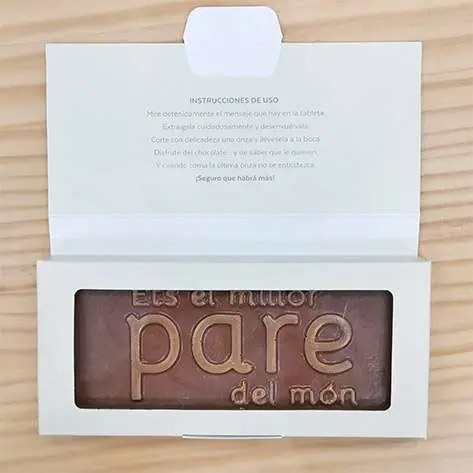 INSTRUCCIONES DE USO
Mire detenidamente el mensaje que hay en la tableta.
Extráigala cuidadosamente y desenvuélvala.
Corte con delicadeza una onza y llévesela a la boca.
Disfrute del chocolate... y de saber que le quieren.
Y cuando coma la última onza no se entristezca.
¡Seguro que habrá más!
Ets el millor
pare
del món